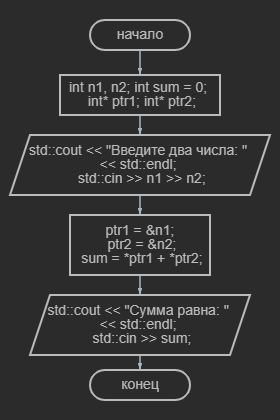 начало
int n1, n2; int sum = 0;
int* ptr1; int* ptr2;
std::cout << "Введите два числа: "
<< std::endl;
std::cin >> n1 >> n2;
ptr1 = &n1;
ptr2 = &n2;
sum = *ptr1 + *ptr2;
std::cout << "Сумма равна: "
<< std::endl;
std::cin >> sum;
конец